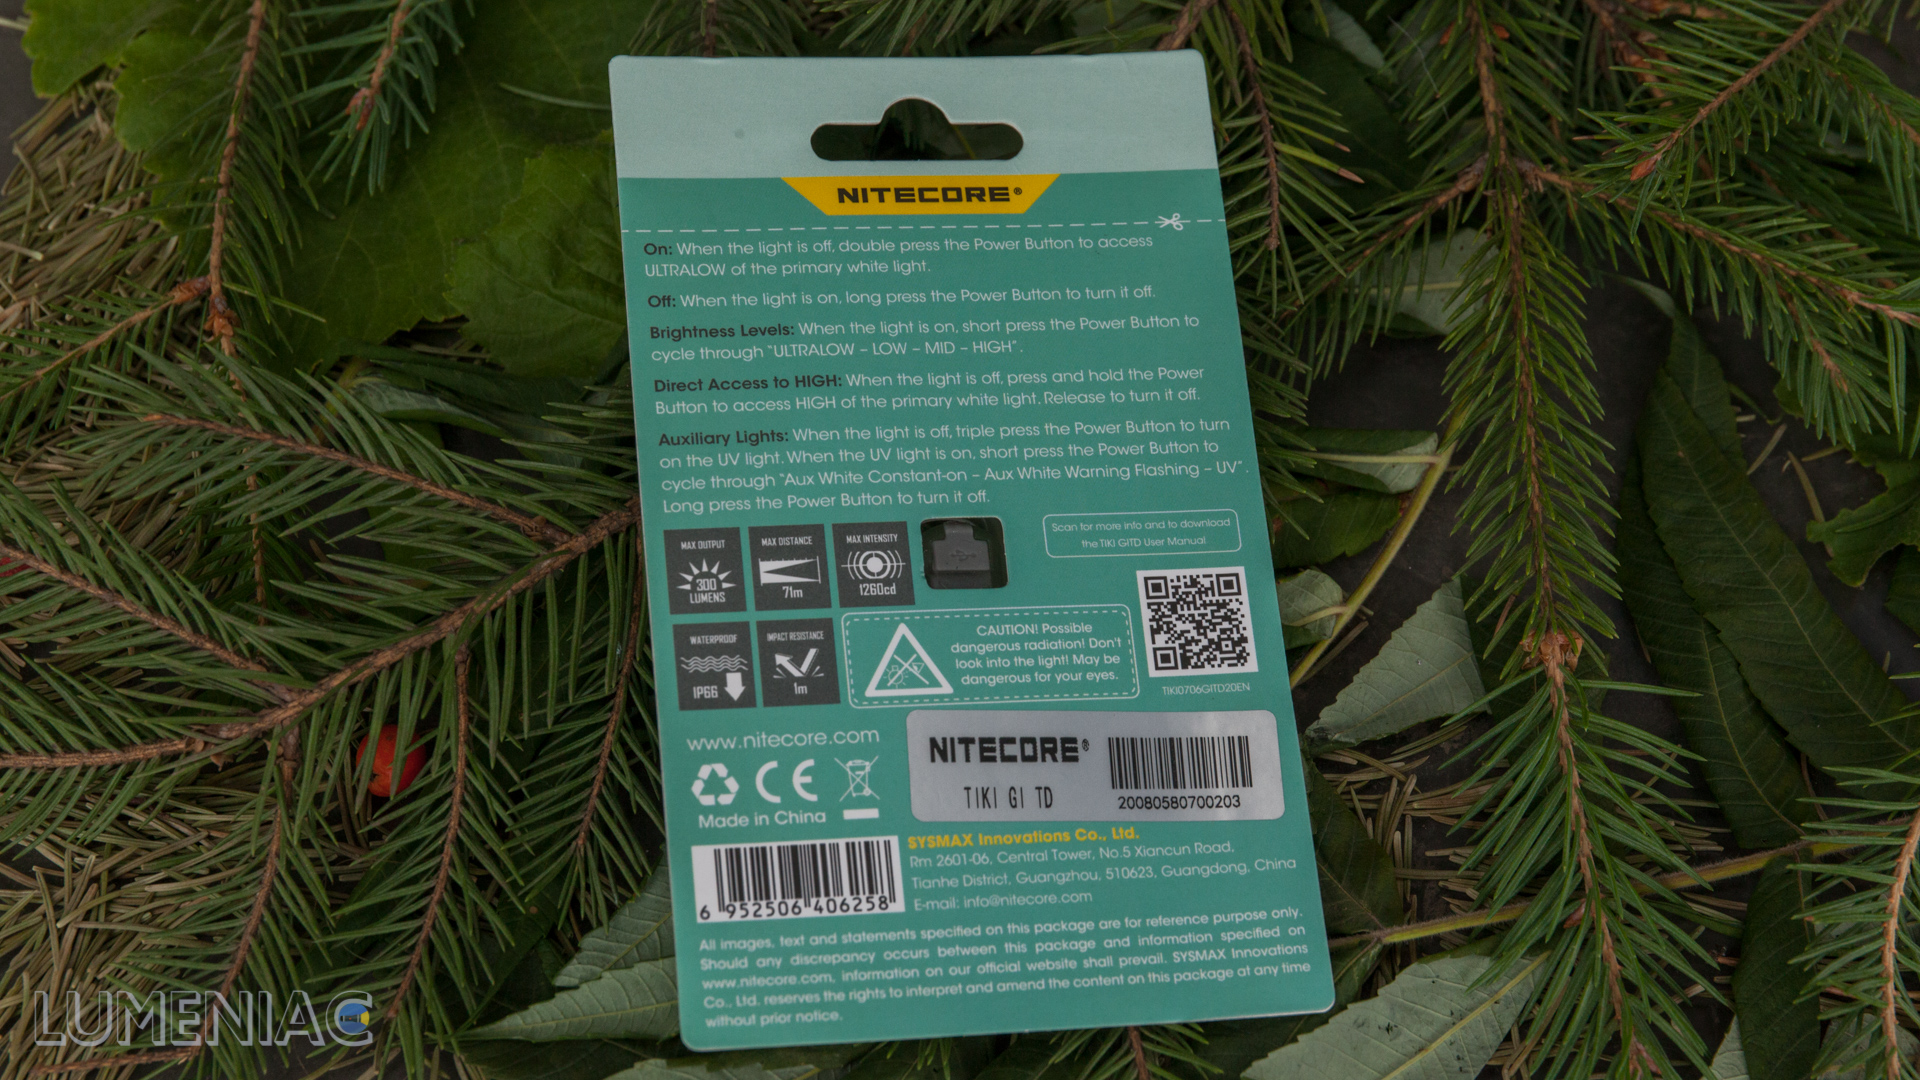 NITECORE®
On: When the light is off, double press the Power Button to access
ULTRALOW of the primary white light.
Off: When the light is on, long press the Power Button to turn it off.
Brightness Levels: When the light is on, short press the Power Button to
cycle through "ULTRALOW – LOW – MID – HIGH".
Direct Access to HIGH: When the light is off, press and hold the Power
Button to access HIGH of the primary white light. Release to turn it off.
Auxiliary Lights: When the light is off, triple press the Power Button to turn
on the UV light. When the UV light is on, short press the Power Button to
cycle through "Aux White Constant-on – Aux White Warning Flashing – UV".
Long press the Power Button to turn it off.
MAX OUTPUT
300
LUMENS
MAX DISTANCE
71m
MAX INTENSITY
1260cd
Scan for more info and to download
the TIKI GITD User Manual
WATERPROOF
IP66
IMPACT RESISTANCE
1m
CAUTION! Possible
dangerous radiation! Don't
look into the light! May be
dangerous for your eyes.
TIKI0706GITD20EN
www.nitecore.com
CE
Made in China
NITECORE®
TIKI GI TD
20080580700203
6 952506 406258
SYSMAX Innovations Co., Ltd.
Rm 2601-06, Central Tower, No.5 Xiancun Road,
Tianhe District, Guangzhou, 510623, Guangdong, China
E-mail: info@nitecore.com
All images, text and statements specified on this package are for reference purpose only.
Should any discrepancy occurs between this package and information specified on
www.nitecore.com, information on our official website shall prevail. SYSMAX Innovations
Co., Ltd. reserves the rights to interpret and amend the content on this package at any time
without prior notice.
LUMENIAC